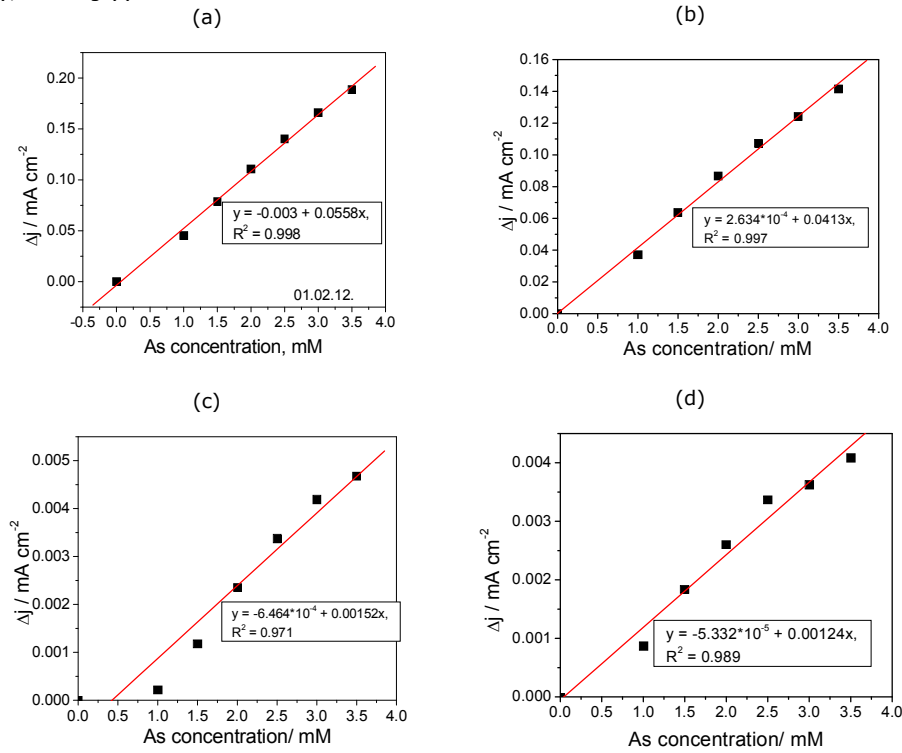 (a)
0.20
0.15
0.10
0.05
0.00
Δj / mA cm-2
y = -0.003 + 0.0558x,
R2 = 0.998
01.02.12.
-0.5 0.0 0.5 1.0 1.5 2.0 2.5 3.0 3.5 4.0
As concentration, mM
(b)
0.16
0.14
0.12
0.10
0.08
0.06
0.04
0.02
0.00
Δj / mA cm-2
y = 2.634*10-4 + 0.0413x,
R2 = 0.997
0.0 0.5 1.0 1.5 2.0 2.5 3.0 3.5 4.0
As concentration/ mM
(c)
0.005
0.004
0.003
0.002
0.001
0.000
Δj / mA cm-2
y = -6.464*10-4 + 0.00152x,
R2 = 0.971
0.0 0.5 1.0 1.5 2.0 2.5 3.0 3.5 4.0
As concentration/ mM
(d)
0.004
0.003
0.002
0.001
0.000
Δj / mA cm-2
y = -5.332*10-5 + 0.00124x,
R2 = 0.989
0.0 0.5 1.0 1.5 2.0 2.5 3.0 3.5 4.0
As concentration/ mM